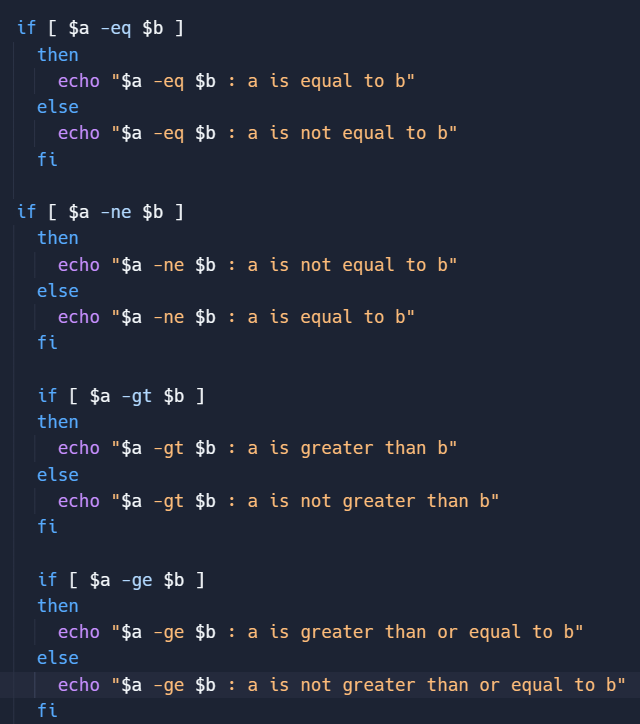 if [ $a -eq $b ]
then
echo "$a -eq $b : a is equal to b"
else
echo "$a -eq $b : a is not equal to b"
fi
if [ $a -ne $b ]
then
echo "$a -ne $b : a is not equal to b"
else
echo "$a -ne $b : a is equal to b"
fi
if [ $a -gt $b ]
then
echo "$a -gt $b : a is greater than b"
else
echo "$a -gt $b : a is not greater than b"
fi
if [ $a -ge $b ]
then
echo "$a -ge $b : a is greater than or equal to b"
else
echo "$a -ge $b : a is not greater than or equal to b"
fi